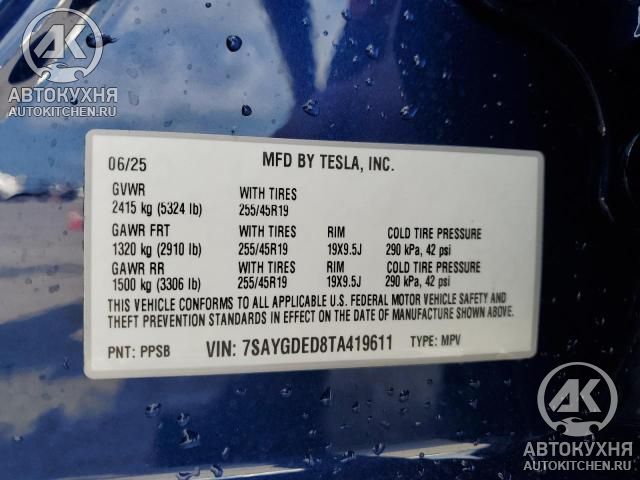 AK
АВТОКУХНЯ
AUTOKITCHEN.RU
06/25 MFD BY TESLA, INC.
GVWR WITH TIRES
2415 kg (5324 lb) 255/45R19
GAWR FRT WITH TIRES RIM COLD TIRE PRESSURE
1320 kg (2910 lb) 255/45R19 19X9.5J 290 kPa, 42 psi
GAWR RR WITH TIRES RIM COLD TIRE PRESSURE
1500 kg (3306 lb) 255/45R19 19X9.5J 290 kPa, 42 psi
THIS VEHICLE CONFORMS TO ALL APPLICABLE U.S. FEDERAL MOTOR VEHICLE SAFETY AND
THEFT PREVENTION STANDARDS IN EFFECT ON THE DATE OF MANUFACTURE SHOWN ABOVE.
PNT: PPSB VIN: 7SAYGDED8TA419611 TYPE: MPV
AK
АВТОКУХНЯ
AUTOKITCHEN.RU